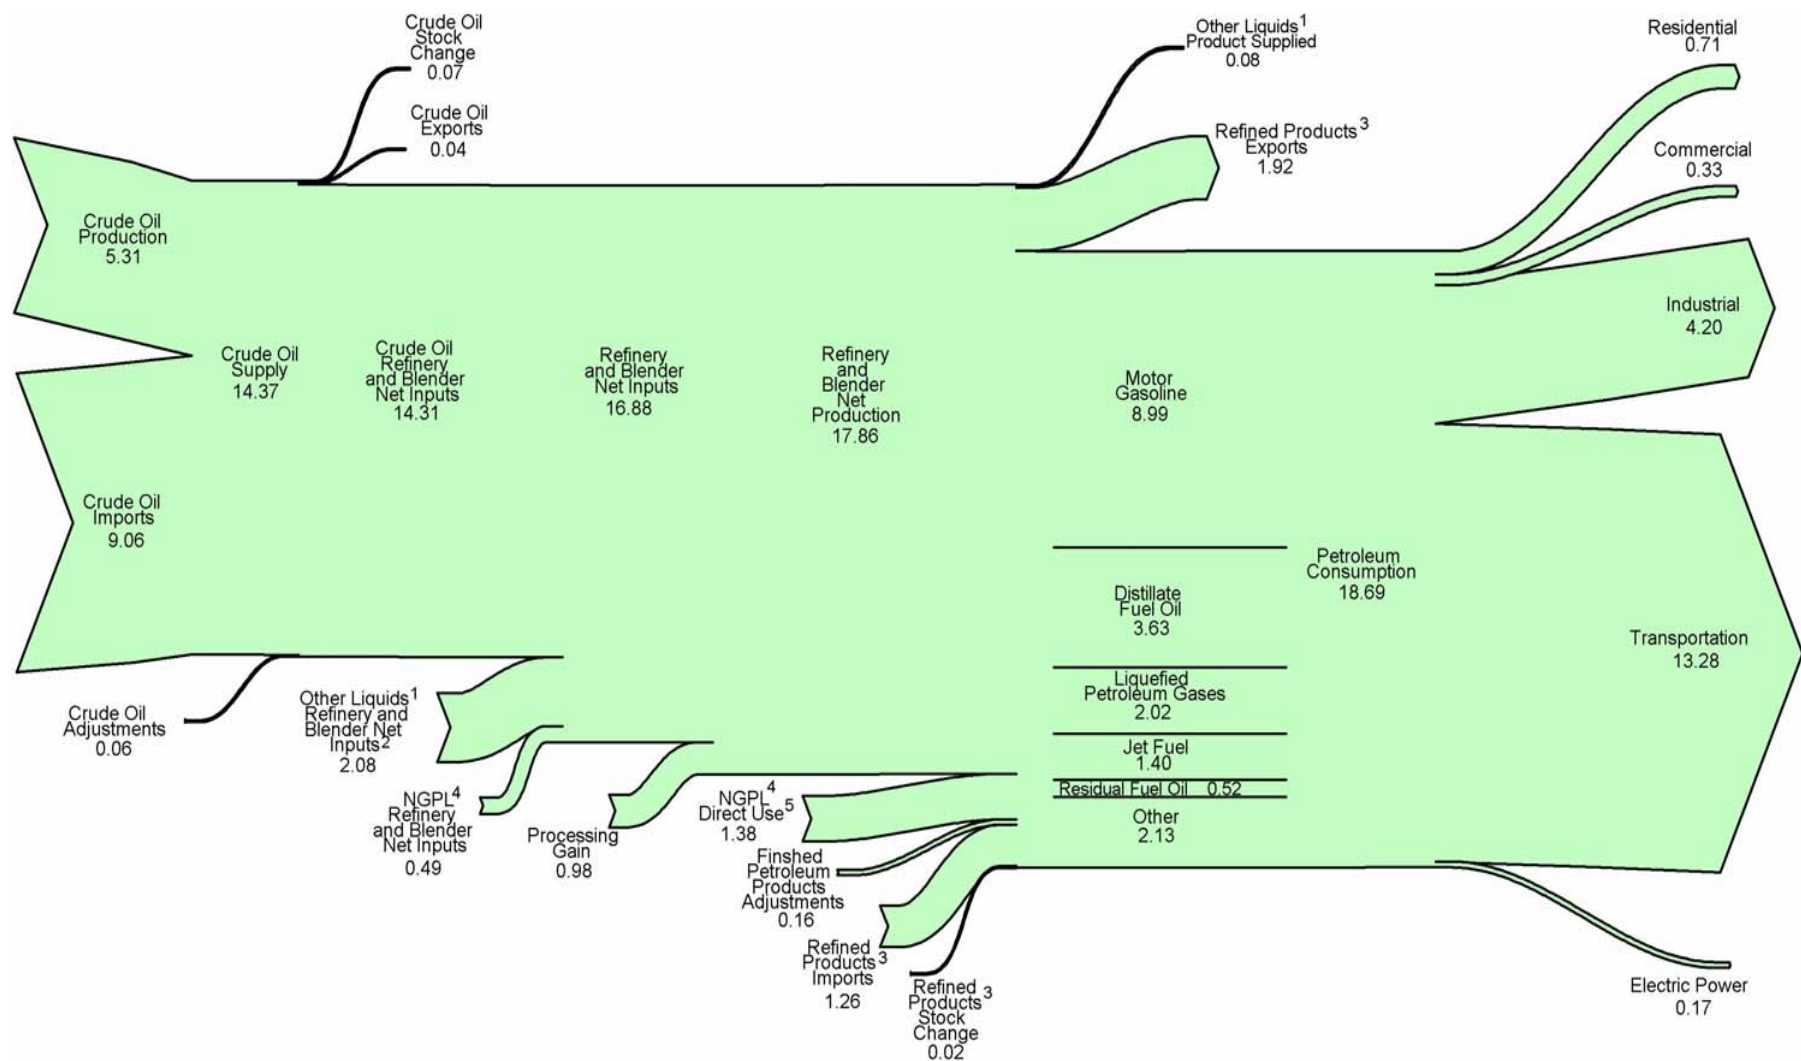 Crude Oil
Stock
Change
0.07
Crude Oil
Exports
0.04
Other Liquids¹
Product Supplied
0.08
Refined Products³
Exports
1.92
Residential
0.71
Commercial
0.33
Industrial
4.20
Crude Oil
Production
5.31
Crude Oil
Supply
14.37
Crude Oil
Refinery
and Blender
Net Inputs
14.31
Refinery
and Blender
Net Inputs
16.88
Refinery
and
Blender
Net
Production
17.86
Motor
Gasoline
8.99
Crude Oil
Imports
9.06
Petroleum
Consumption
18.69
Distillate
Fuel Oil
3.63
Transportation
13.28
Liquefied
Petroleum Gases
2.02
Jet Fuel
1.40
Residual Fuel Oil 0.52
Other
2.13
Crude Oil
Adjustments
0.06
Other Liquids¹
Refinery and
Blender Net
Inputs²
2.08
NGPL⁴
Refinery
and Blender
Net Inputs
0.49
Processing
Gain
0.98
NGPL⁴
Direct Use⁵
1.38
Finshed
Petroleum
Products
Adjustments
0.16
Refined
Products³
Imports
1.26
Refined
Products³
Stock
Change
0.02
Electric Power
0.17